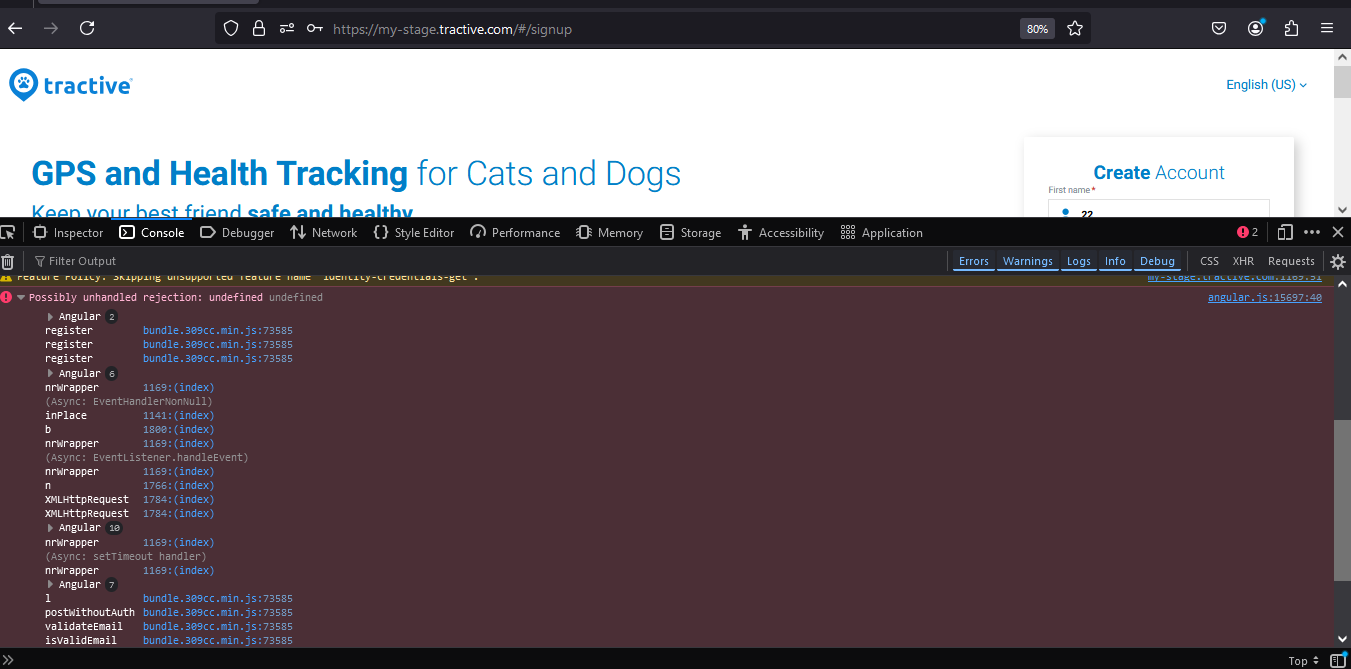 https://my-stage.tractive.com/#/signup
80%
tractive
English (US)
GPS and Health Tracking for Cats and Dogs
Create Account
First name *
Keep your best friend safe and healthy
22
Inspector Console Debugger Network Style Editor Performance Memory Storage Accessibility Application 2
Filter Output Errors Warnings Logs Info Debug CSS XHR Requests
Feature Policy: Skipping unsupported feature name "identity-credentials-get". my-stage.tractive.com:1169:51
Possibly unhandled rejection: undefined undefined angular.js:15697:40
Angular 2
register bundle.309cc.min.js:73585
register bundle.309cc.min.js:73585
register bundle.309cc.min.js:73585
Angular 6
nrWrapper 1169:(index)
(Async: EventHandlerNonNull)
inPlace 1141:(index)
b 1800:(index)
nrWrapper 1169:(index)
(Async: EventListener.handleEvent)
nrWrapper 1169:(index)
n 1766:(index)
XMLHttpRequest 1784:(index)
XMLHttpRequest 1784:(index)
Angular 10
nrWrapper 1169:(index)
(Async: setTimeout handler)
nrWrapper 1169:(index)
Angular 7
l bundle.309cc.min.js:73585
postWithoutAuth bundle.309cc.min.js:73585
validateEmail bundle.309cc.min.js:73585
isValidEmail bundle.309cc.min.js:73585
Top